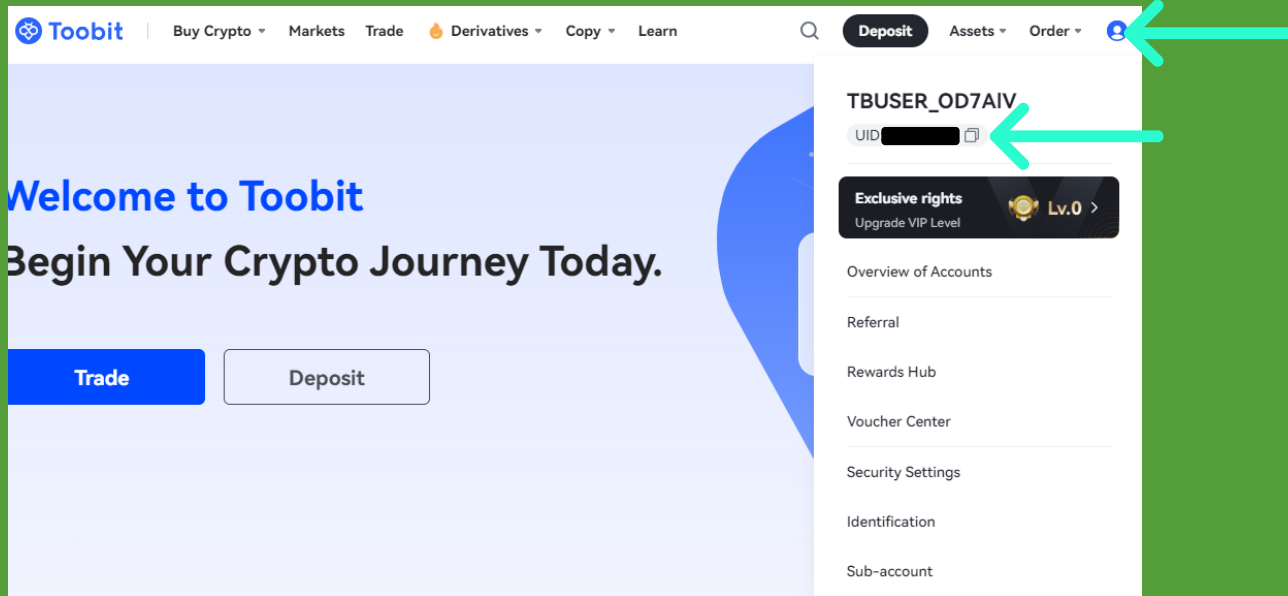 Toobit
Buy Crypto
Markets
Trade
Derivatives
Copy
Learn
Deposit
Assets
Order
TBUSER_OD7AlV
UID
Welcome to Toobit
Begin Your Crypto Journey Today.
Trade
Deposit
Exclusive rights
Upgrade VIP Level
Lv.0
Overview of Accounts
Referral
Rewards Hub
Voucher Center
Security Settings
Identification
Sub-account